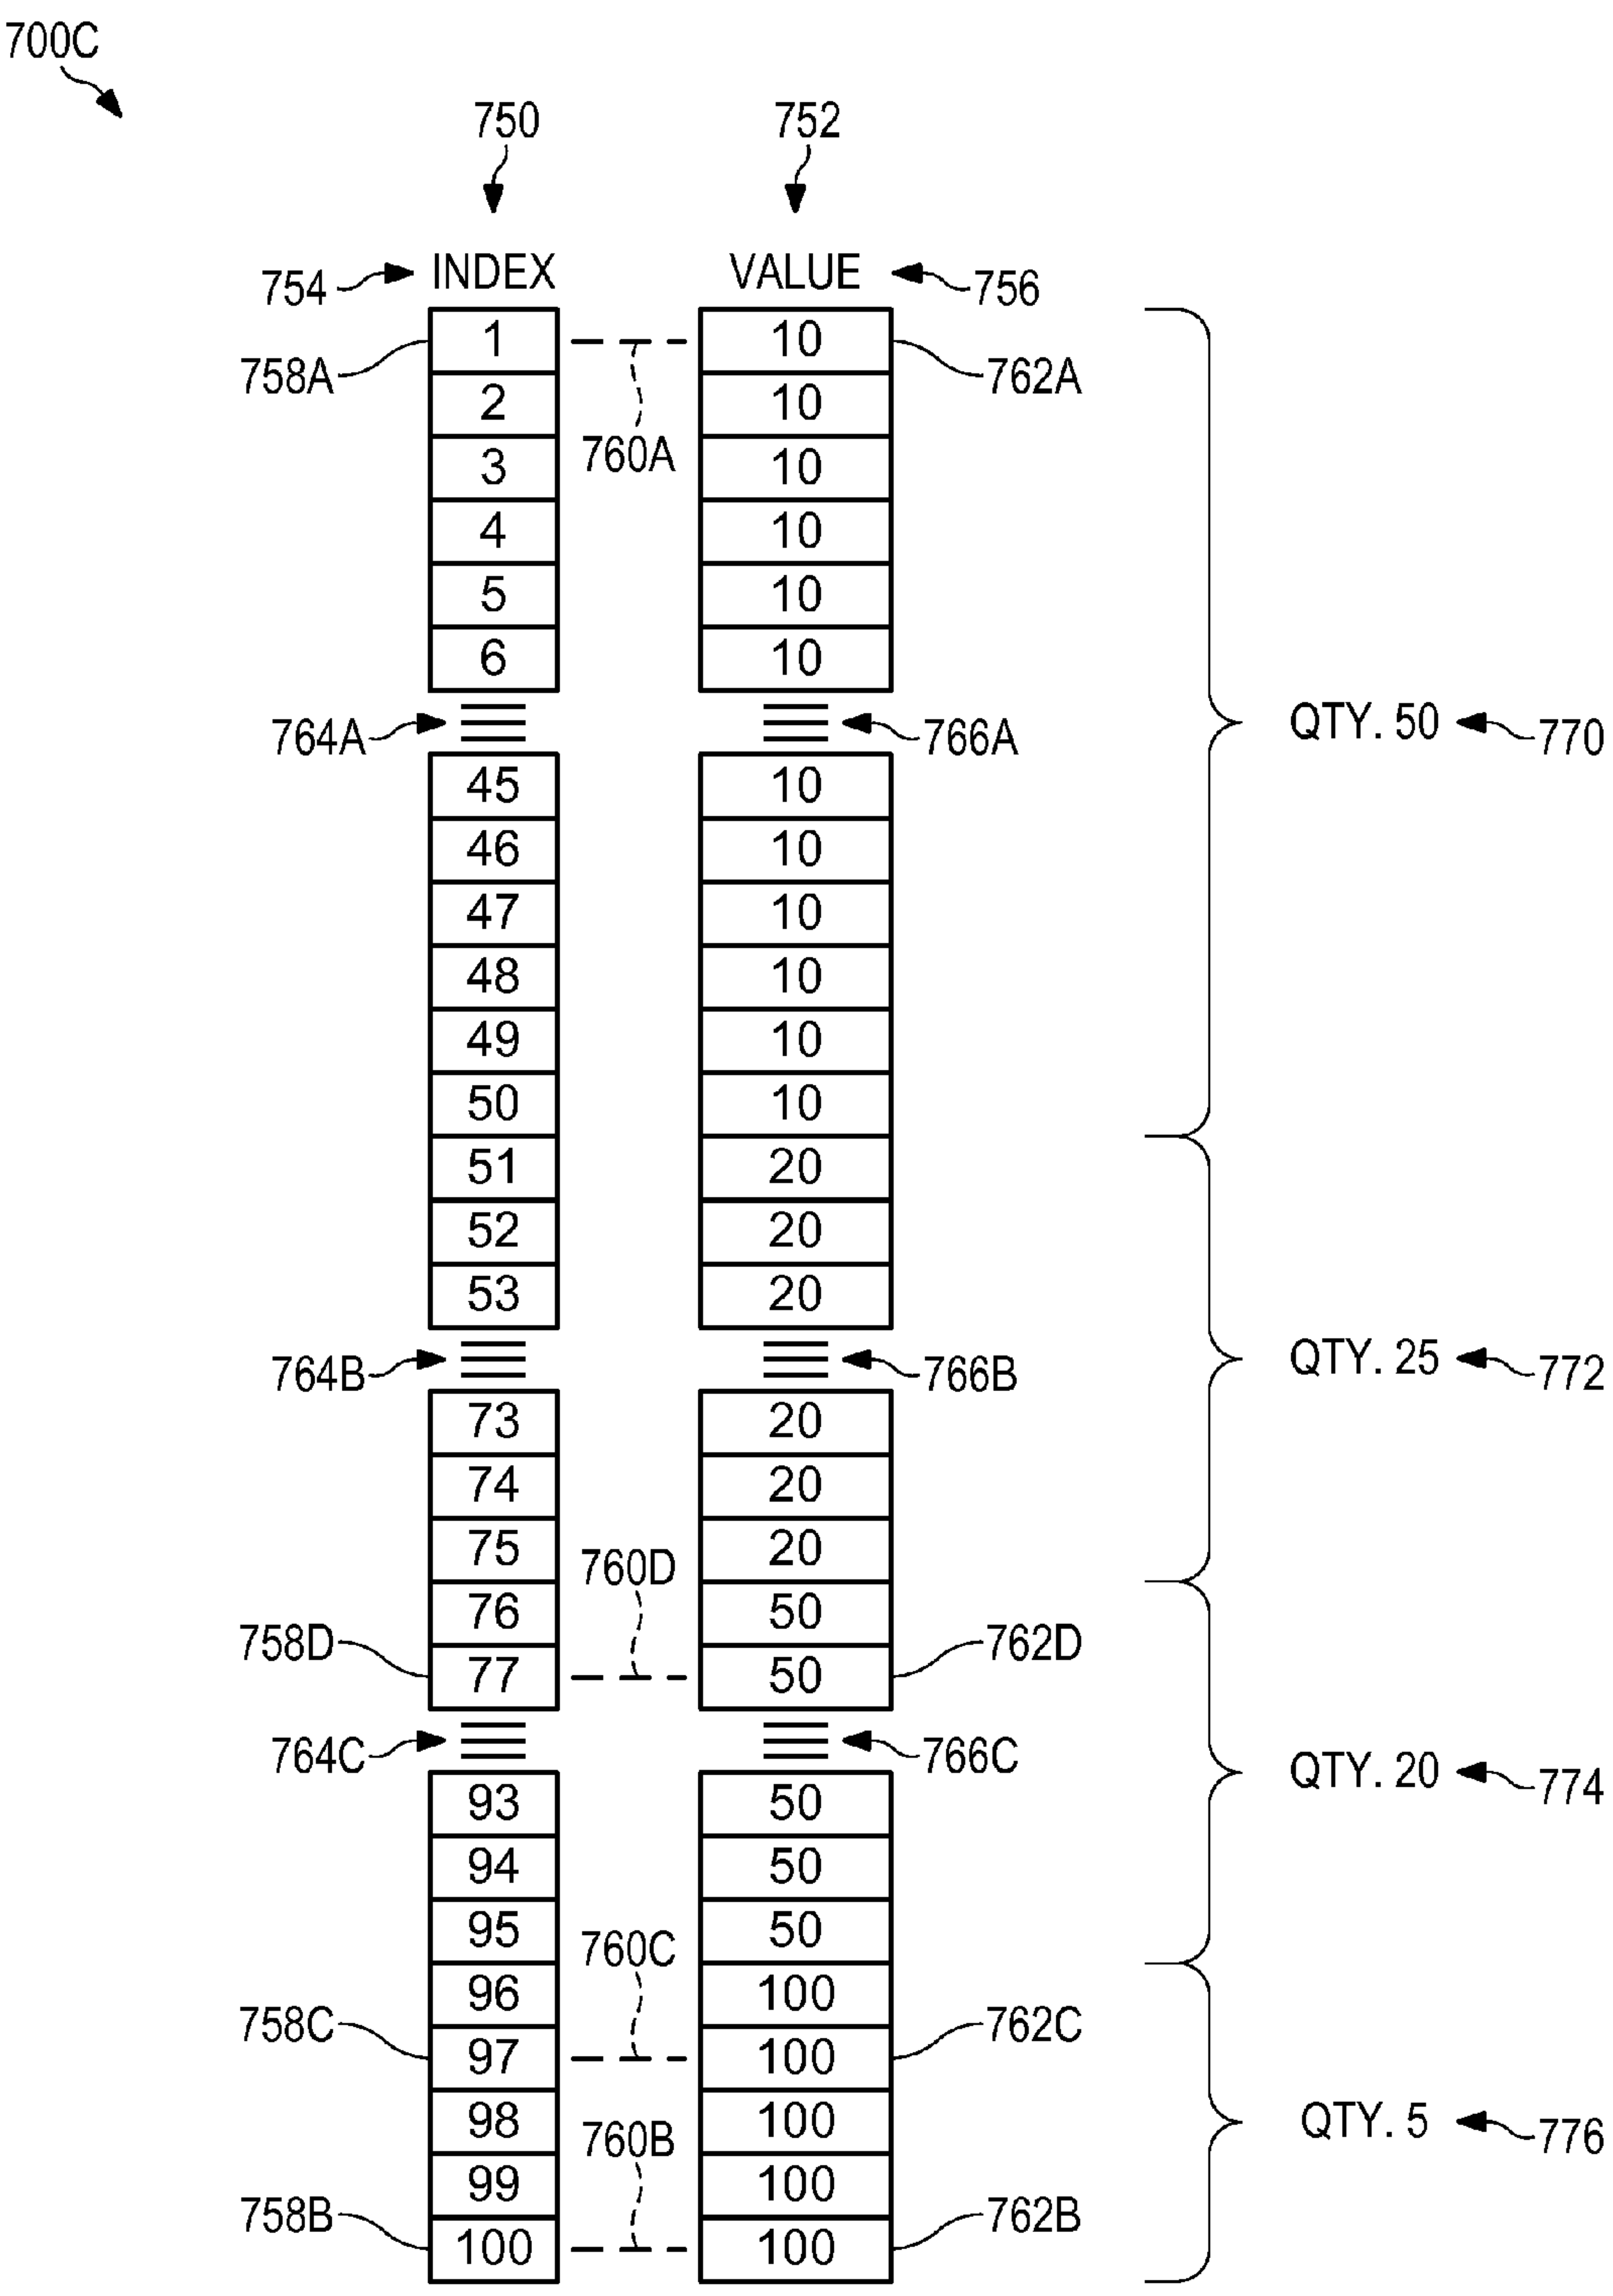 700C
750 752
754 INDEX VALUE 756
1 10
758A 762A
2 10
760A
3 10
4 10
5 10
6 10
764A 766A QTY. 50 770
45 10
46 10
47 10
48 10
49 10
50 10
51 20
52 20
53 20
764B 766B QTY. 25 772
73 20
74 20
75 20
760D
76 50
758D 762D
77 50
764C 766C QTY. 20 774
93 50
94 50
95 50
760C
96 100
758C 762C
97 100
98 100 QTY. 5 776
760B
99 100
758B 762B
100 100